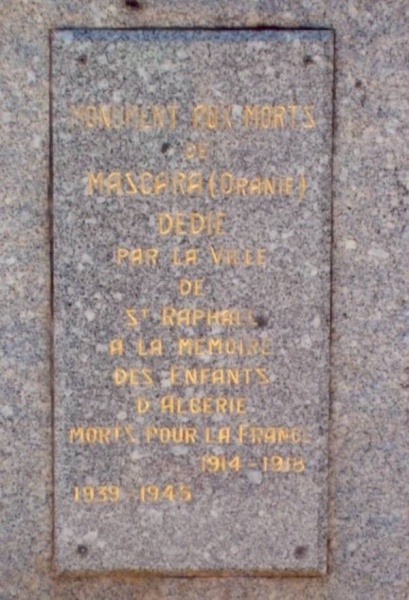 MONUMENT AUX MORTS
DE
MASCARA (ORANIE)
DEDIE
PAR LA VILLE
DE
ST RAPHAEL
A LA MEMOIRE
DES ENFANTS
D ALGERIE
MORTS POUR LA FRANCE
1914 - 1918
1939 - 1945